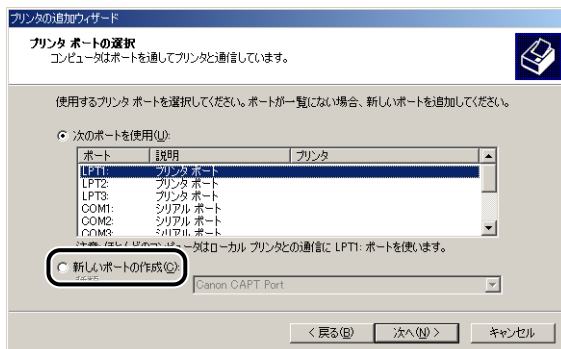 プリンタの追加ウィザード
プリンタ ポートの選択
コンピュータはポートを通してプリンタと通信しています。
使用するプリンタ ポートを選択してください。ポートが一覧にない場合、新しいポートを追加してください。
次のポートを使用(U):
ポート 説明 プリンタ
LPT1: プリンタ ポート
LPT2: プリンタ ポート
LPT3: プリンタ ポート
COM1: シリアル ポート
COM2: シリアル ポート
COM3: シリアル ポート
注意: ほとんどのコンピュータはローカル プリンタとの通信に LPT1: ポートを使います。
新しいポートの作成(C):
Canon CAPT Port
< 戻る(B) 次へ(N) > キャンセル